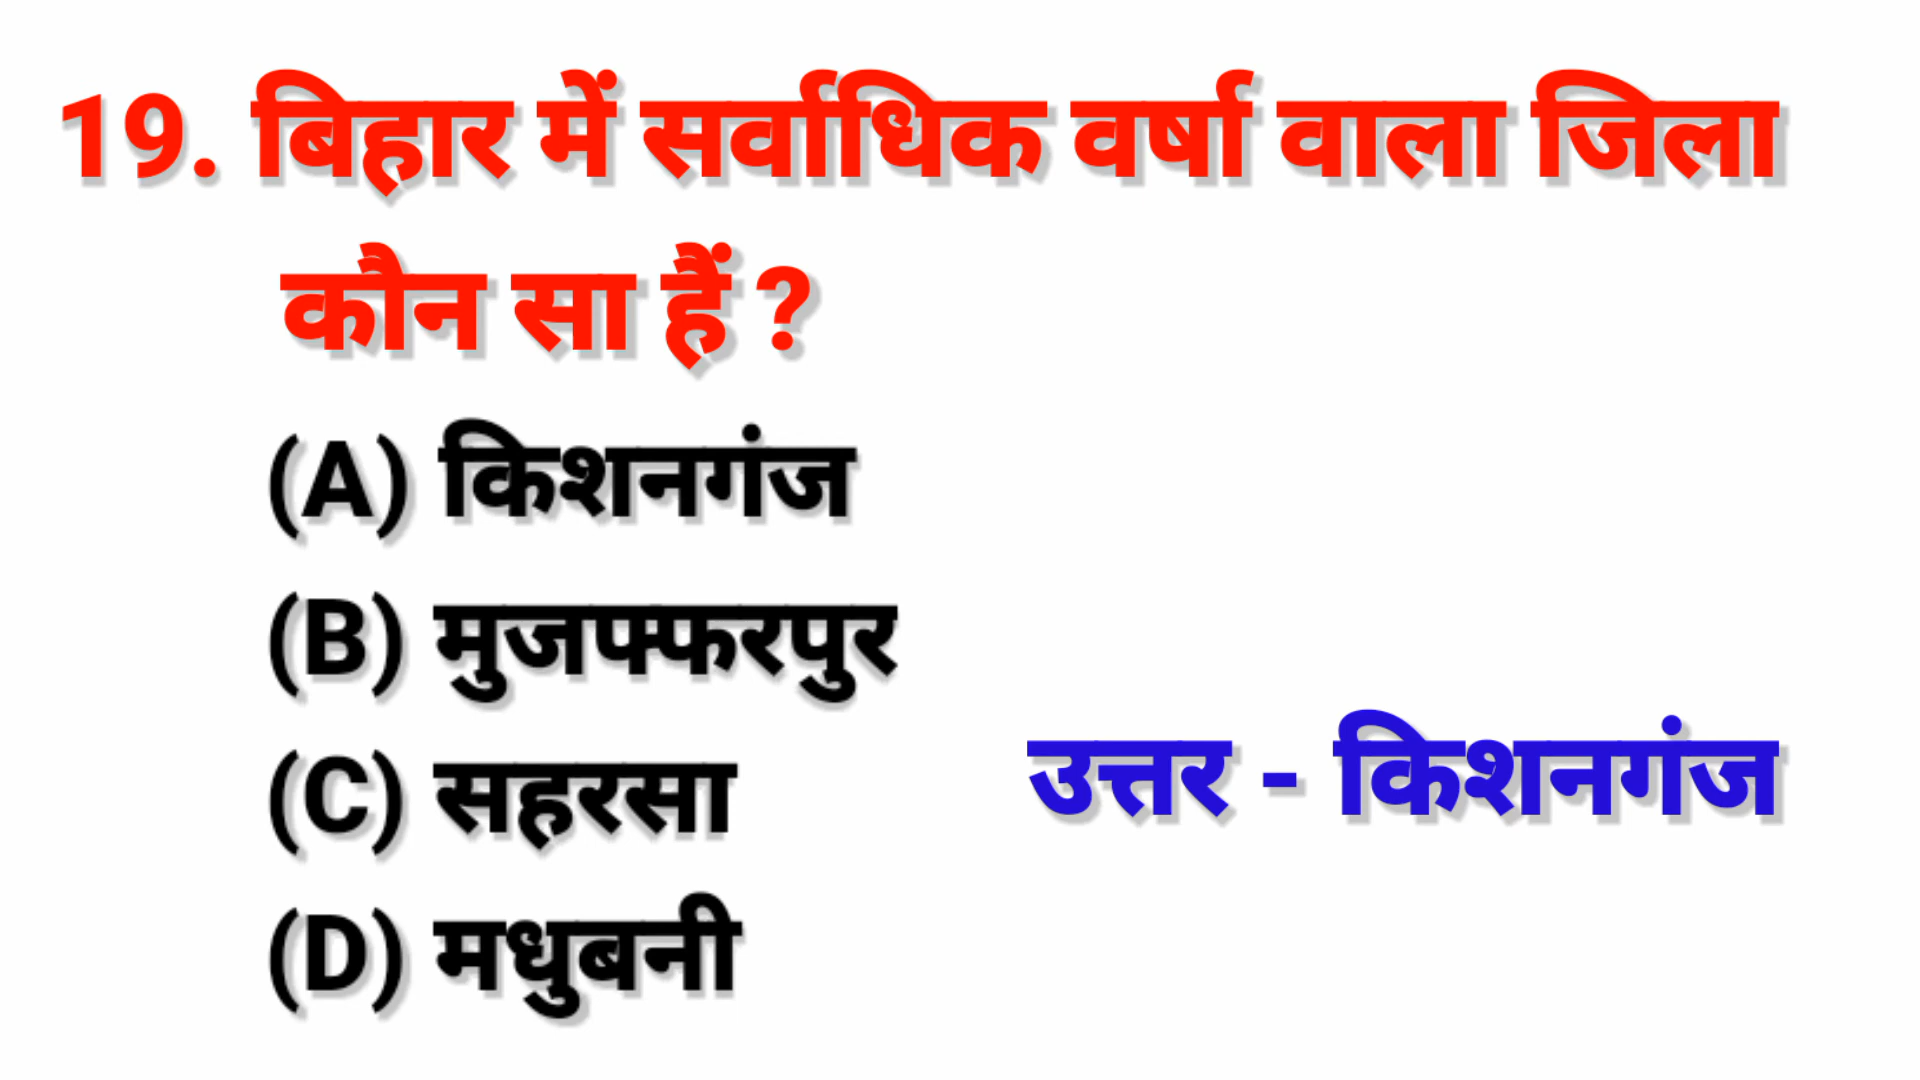 19. बिहार में सर्वाधिक वर्षा वाला जिला
कौन सा हैं ?
(A) किशनगंज
(B) मुजफ्फरपुर
(C) सहरसा
(D) मधुबनी
उत्तर - किशनगंज